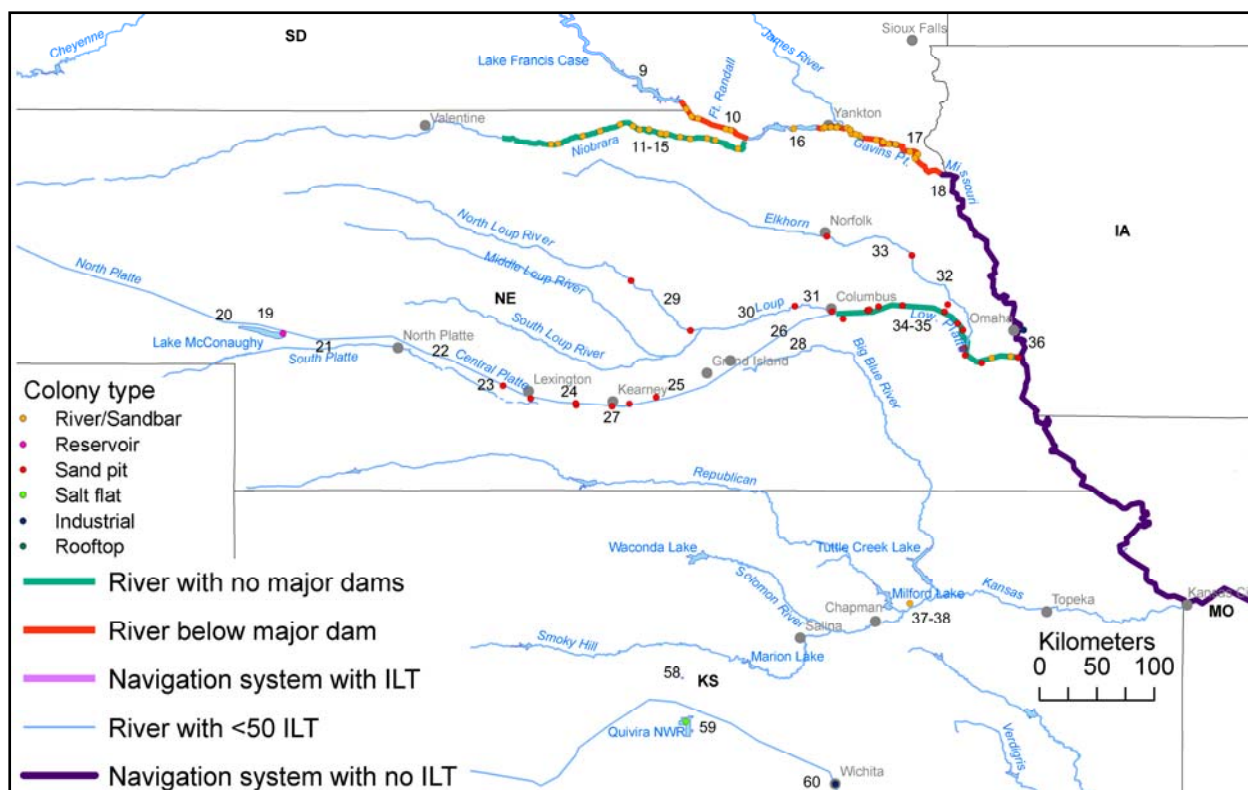 SD
Sioux Falls
Cheyenne
James River
Lake Francis Case
9
Ft. Randall
10
Valentine
Yankton
Niobrara
11-15
16
Gavins Pt.
17
Missouri
18
North Loup River
Elkhorn
Norfolk
33
IA
Middle Loup River
North Platte
NE
29
32
20
19
30
Loup
31
Columbus
South Loup River
26
34-35
Low. Platte
Omaha
36
Lake McConaughy
21
North Platte
22
28
South Platte
Central Platte
Grand Island
Big Blue River
23
Lexington
24
Kearney
25
27
Colony type
River/Sandbar
Reservoir
Sand pit
Salt flat
Industrial
Rooftop
Republican
Waconda Lake
Tuttle Creek Lake
Solomon River
Milford Lake
Kansas
Chapman
37-38
Topeka
Kansas Ci
MO
Salina
Smoky Hill
Marion Lake
Kilometers
0 50 100
58.
KS
River with no major dams
River below major dam
Navigation system with ILT
River with <50 ILT
Navigation system with no ILT
Quivira NWR
59
Verdigris
60
Wichita